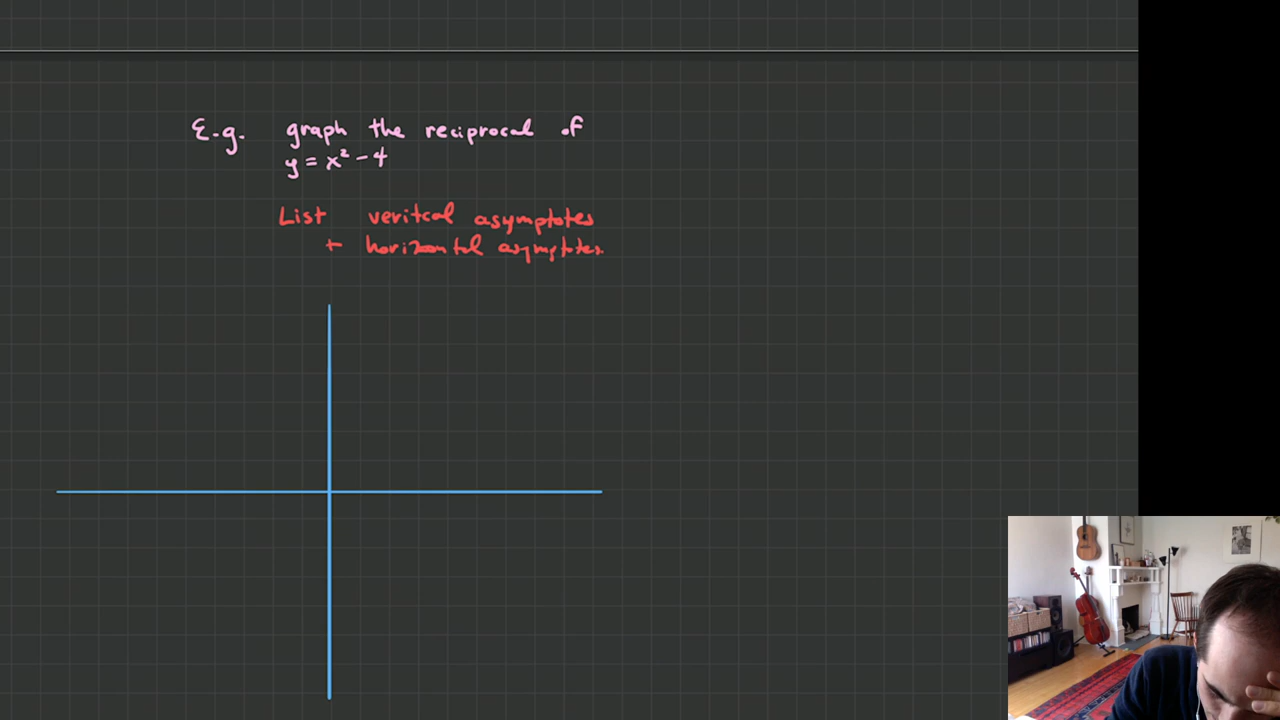 E.g. graph the reciprocal of
y = x² - 4
List veritcal asymptotes
+ horizontal asymptotes.